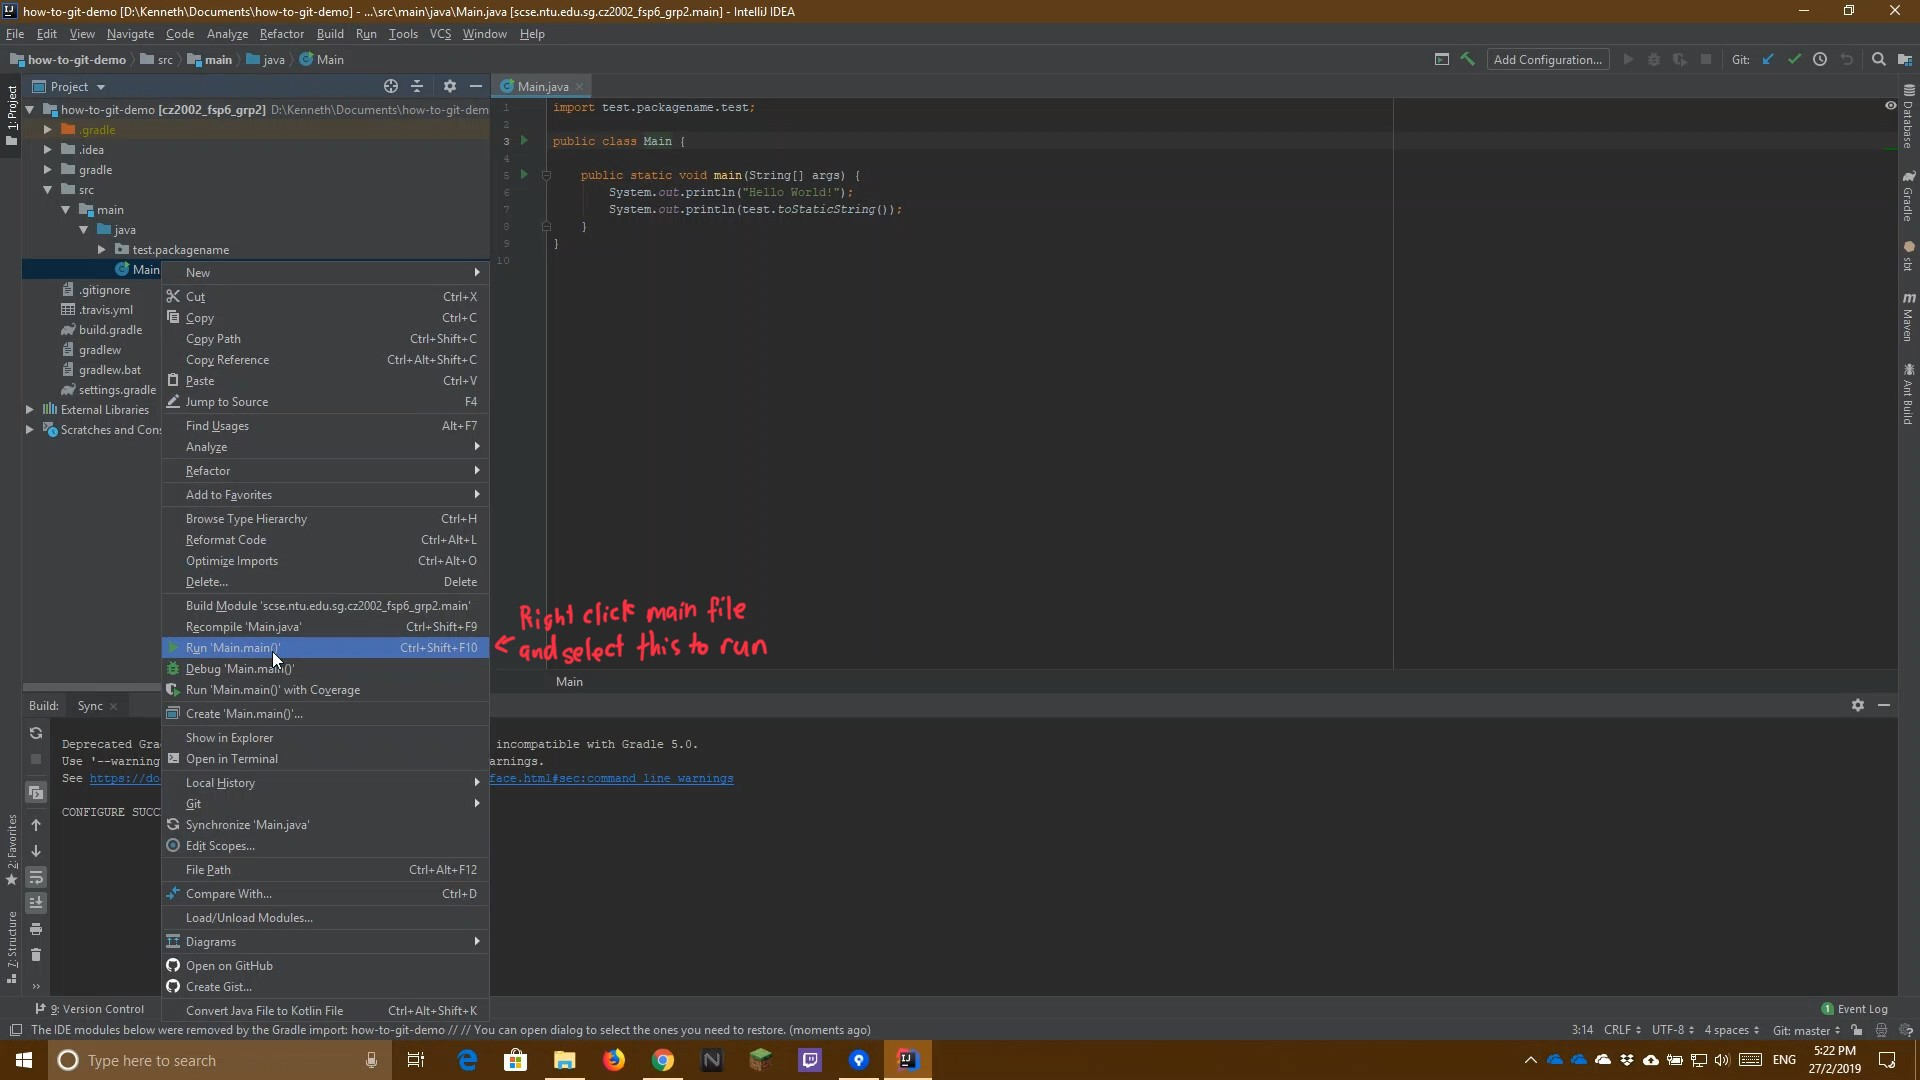 how-to-git-demo [D:\Kenneth\Documents\how-to-git-demo] - ...\src\main\java\Main.java [scse.ntu.edu.sg.cz2002_fsp6_grp2.main] - IntelliJ IDEA
File Edit View Navigate Code Analyze Refactor Build Run Tools VCS Window Help
how-to-git-demo src main java Main
Add Configuration... Git:
1: Project
Project
Main.java
how-to-git-demo [cz2002_fsp6_grp2] D:\Kenneth\Documents\how-to-git-dem
.gradle
.idea
gradle
src
main
java
test.packagename
Main
.gitignore
.travis.yml
build.gradle
gradlew
gradlew.bat
settings.gradle
External Libraries
Scratches and Con
1 import test.packagename.test;
2
3 public class Main {
4
5 public static void main(String[] args) {
6 System.out.println("Hello World!");
7 System.out.println(test.toStaticString());
8 }
9 }
10
Database
Gradle
sbt
Maven
Ant Build
New
Cut Ctrl+X
Copy Ctrl+C
Copy Path Ctrl+Shift+C
Copy Reference Ctrl+Alt+Shift+C
Paste Ctrl+V
Jump to Source F4
Find Usages Alt+F7
Analyze
Refactor
Add to Favorites
Browse Type Hierarchy Ctrl+H
Reformat Code Ctrl+Alt+L
Optimize Imports Ctrl+Alt+O
Delete... Delete
Build Module 'scse.ntu.edu.sg.cz2002_fsp6_grp2.main'
Recompile 'Main.java' Ctrl+Shift+F9
Run 'Main.main()' Ctrl+Shift+F10
Debug 'Main.main()'
Run 'Main.main()' with Coverage
Create 'Main.main()'...
Show in Explorer
Open in Terminal
Local History
Git
Synchronize 'Main.java'
Edit Scopes...
File Path Ctrl+Alt+F12
Compare With... Ctrl+D
Load/Unload Modules...
Diagrams
Open on GitHub
Create Gist...
Convert Java File to Kotlin File Ctrl+Alt+Shift+K
Right click main file
and select this to run
Main
Build: Sync
Deprecated Gra incompatible with Gradle 5.0.
Use '--warning arnings.
See https://do face.html#sec:command_line_warnings
CONFIGURE SUCC
2: Favorites
7: Structure
9: Version Control
1 Event Log
The IDE modules below were removed by the Gradle import: how-to-git-demo // // You can open dialog to select the ones you need to restore. (moments ago)
3:14 CRLF UTF-8 4 spaces Git: master
Type here to search
ENG
5:22 PM
27/2/2019